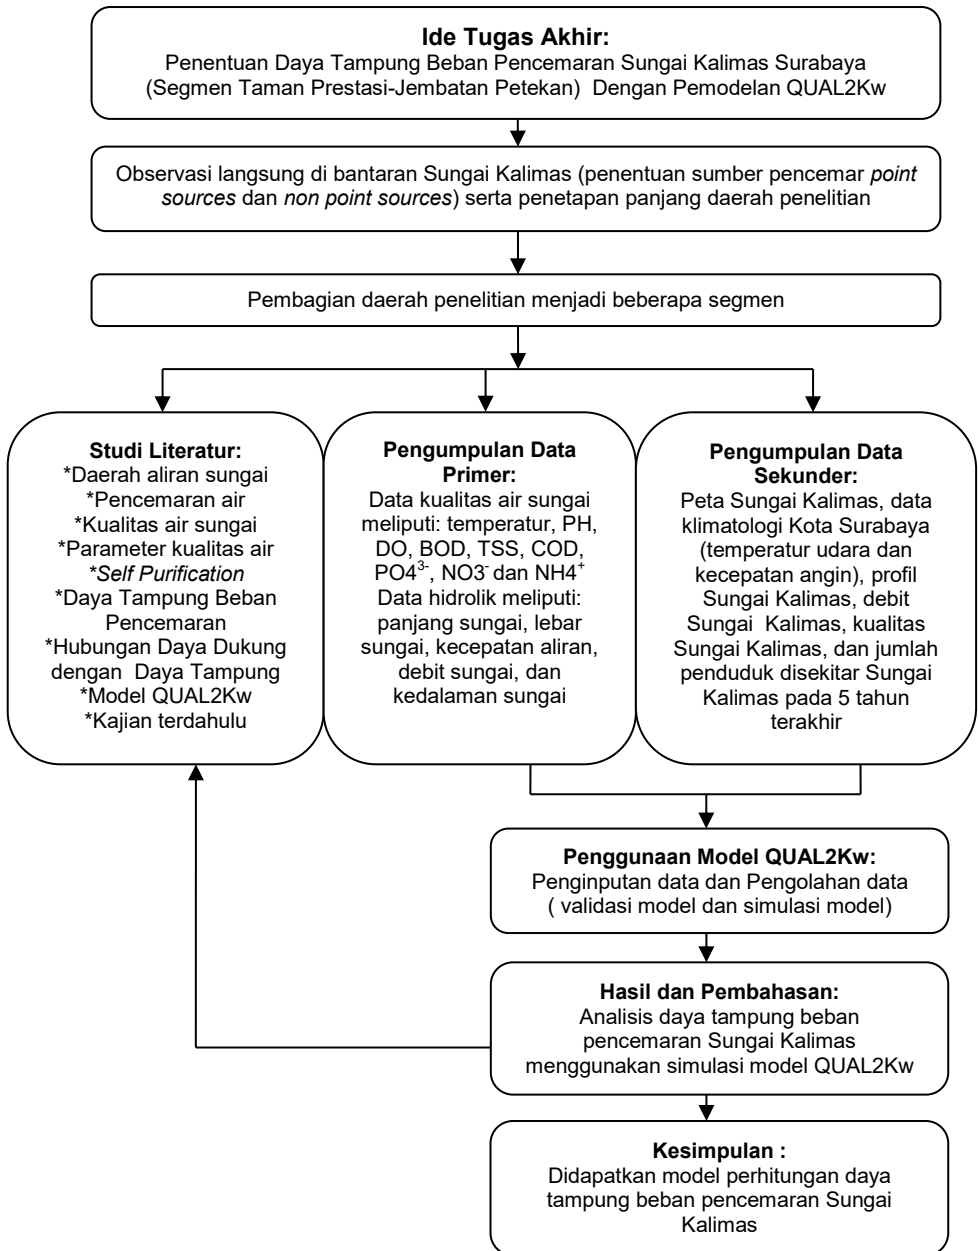 Ide Tugas Akhir:
Penentuan Daya Tampung Beban Pencemaran Sungai Kalimas Surabaya
(Segmen Taman Prestasi-Jembatan Petekan) Dengan Pemodelan QUAL2Kw
Observasi langsung di bantaran Sungai Kalimas (penentuan sumber pencemar point
sources dan non point sources) serta penetapan panjang daerah penelitian
Pembagian daerah penelitian menjadi beberapa segmen
Studi Literatur:
*Daerah aliran sungai
*Pencemaran air
*Kualitas air sungai
*Parameter kualitas air
*Self Purification
*Daya Tampung Beban
Pencemaran
*Hubungan Daya Dukung
dengan Daya Tampung
*Model QUAL2Kw
*Kajian terdahulu
Pengumpulan Data
Primer:
Data kualitas air sungai
meliputi: temperatur, PH,
DO, BOD, TSS, COD,
PO4³⁻, NO3⁻ dan NH4⁺
Data hidrolik meliputi:
panjang sungai, lebar
sungai, kecepatan aliran,
debit sungai, dan
kedalaman sungai
Pengumpulan Data
Sekunder:
Peta Sungai Kalimas, data
klimatologi Kota Surabaya
(temperatur udara dan
kecepatan angin), profil
Sungai Kalimas, debit
Sungai Kalimas, kualitas
Sungai Kalimas, dan jumlah
penduduk disekitar Sungai
Kalimas pada 5 tahun
terakhir
Penggunaan Model QUAL2Kw:
Penginputan data dan Pengolahan data
( validasi model dan simulasi model)
Hasil dan Pembahasan:
Analisis daya tampung beban
pencemaran Sungai Kalimas
menggunakan simulasi model QUAL2Kw
Kesimpulan :
Didapatkan model perhitungan daya
tampung beban pencemaran Sungai
Kalimas